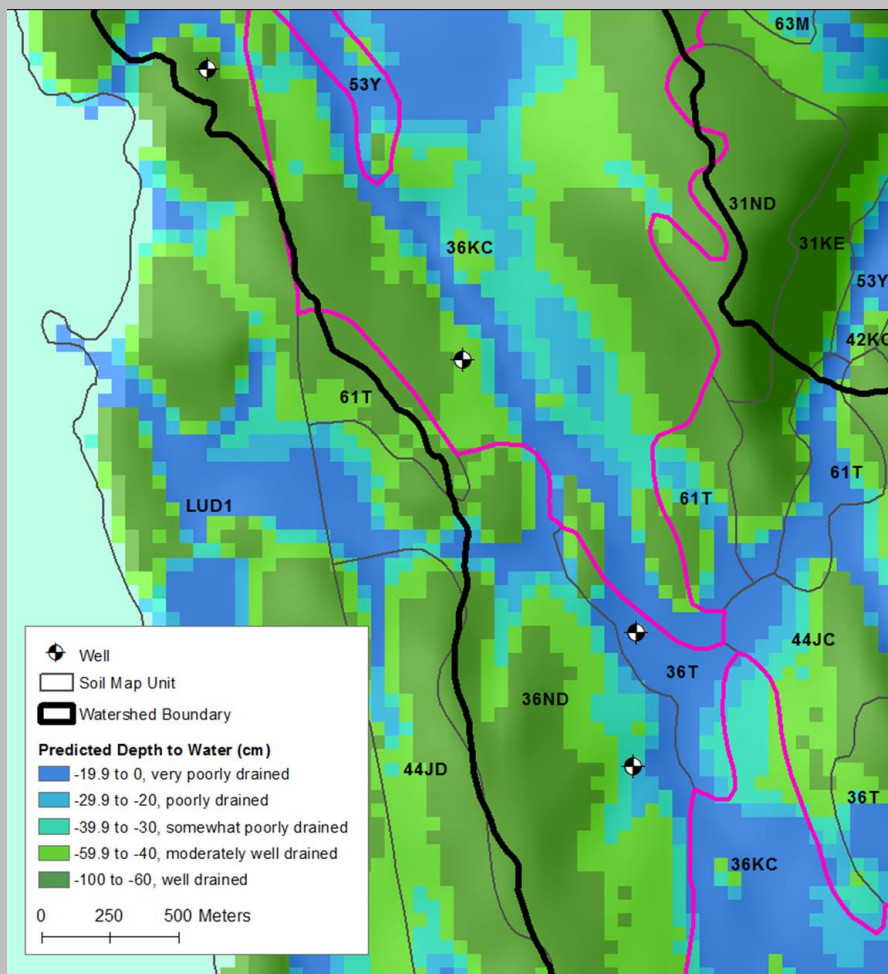 63M
53Y
31ND
36KC
31KE
53Y
42KC
61T
61T
61T
LUD1
44JC
36T
36ND
44JD
36T
36KC
Well
Soil Map Unit
Watershed Boundary
Predicted Depth to Water (cm)
-19.9 to 0, very poorly drained
-29.9 to -20, poorly drained
-39.9 to -30, somewhat poorly drained
-59.9 to -40, moderately well drained
-100 to -60, well drained
0 250 500 Meters